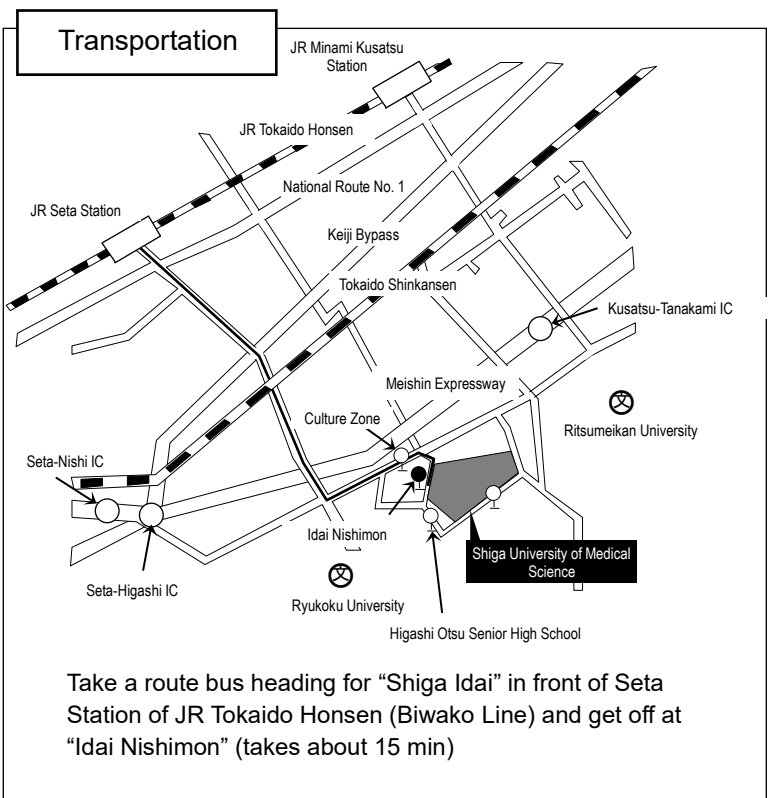 Transportation
JR Minami Kusatsu
Station
JR Tokaido Honsen
National Route No. 1
JR Seta Station
Keiji Bypass
Tokaido Shinkansen
Kusatsu-Tanakami IC
Meishin Expressway
Culture Zone
文
Ritsumeikan University
Seta-Nishi IC
Idai Nishimon
Shiga University of Medical
Science
文
Seta-Higashi IC
Ryukoku University
Higashi Otsu Senior High School
Take a route bus heading for “Shiga Idai” in front of Seta
Station of JR Tokaido Honsen (Biwako Line) and get off at
“Idai Nishimon” (takes about 15 min)